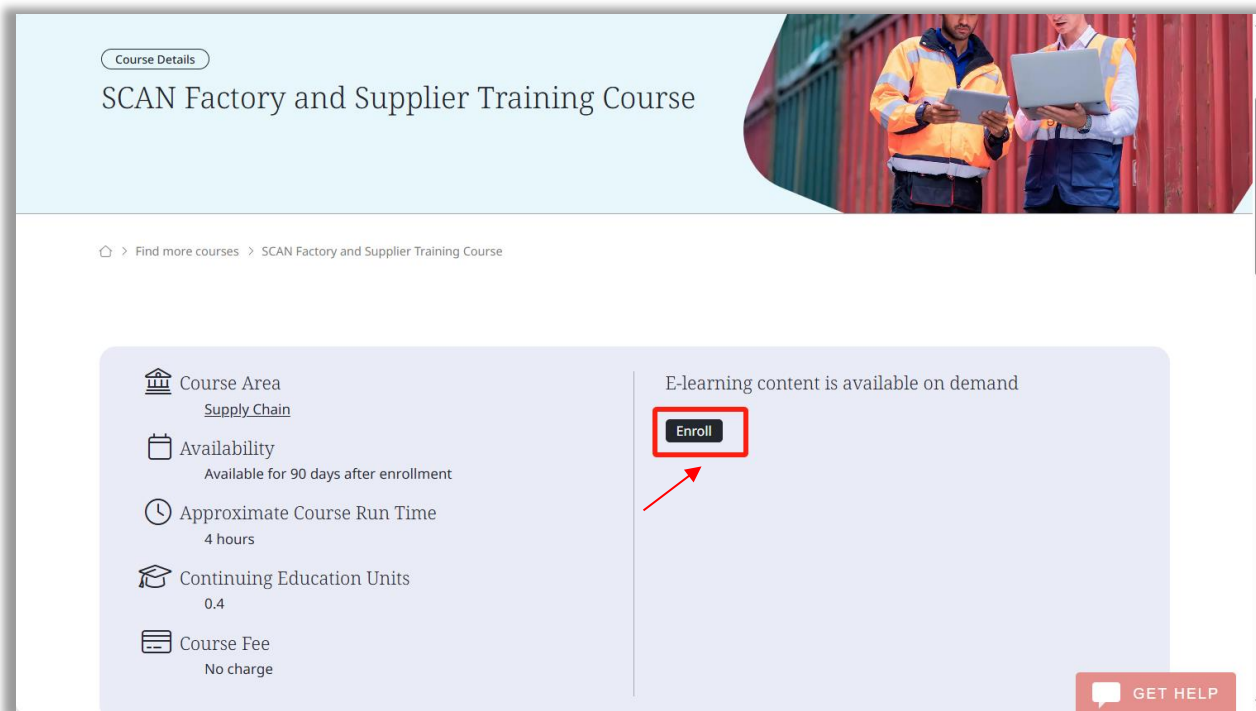 Course Details
SCAN Factory and Supplier Training Course
Find more courses > SCAN Factory and Supplier Training Course
Course Area
Supply Chain
Availability
Available for 90 days after enrollment
Approximate Course Run Time
4 hours
Continuing Education Units
0.4
Course Fee
No charge
E-learning content is available on demand
Enroll
GET HELP